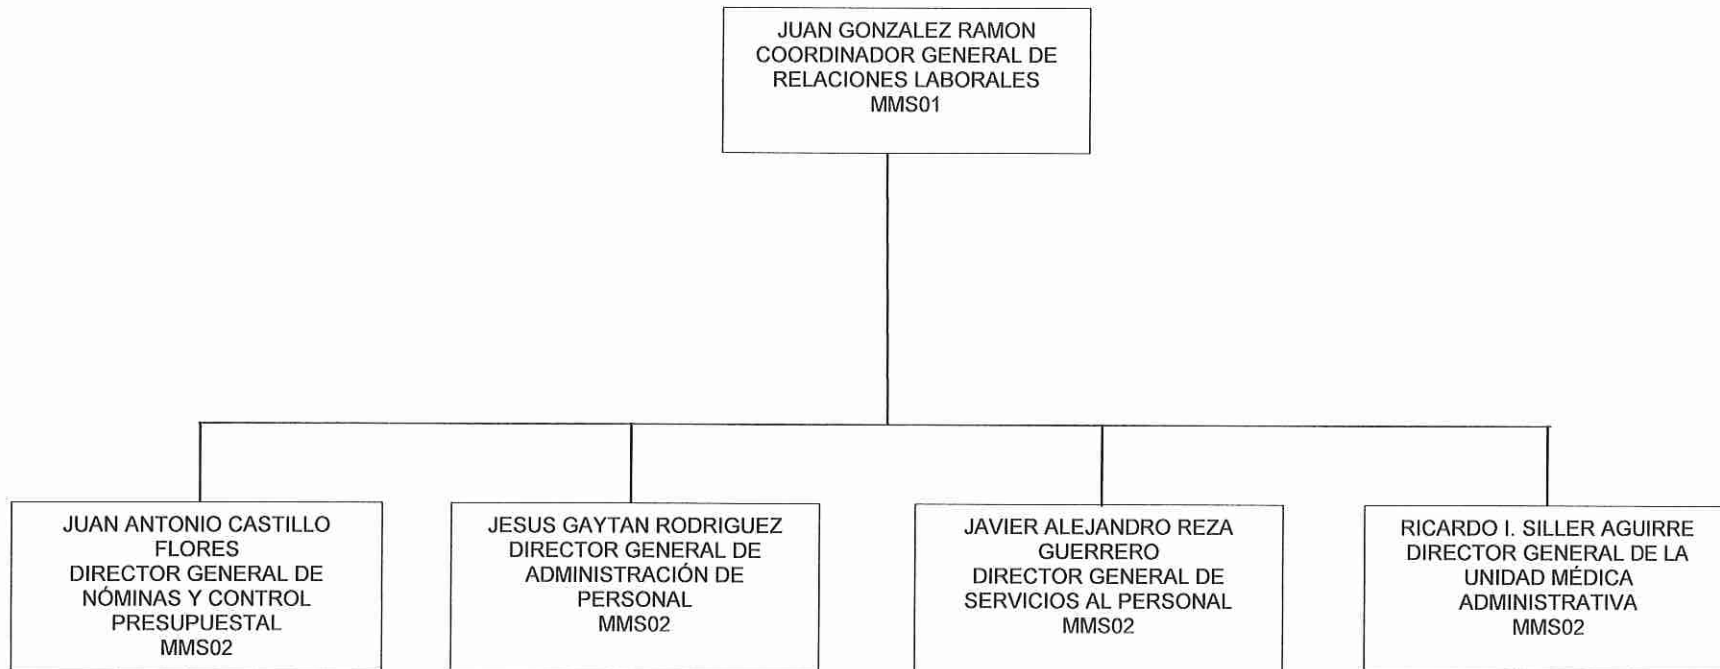 JUAN GONZALEZ RAMON
COORDINADOR GENERAL DE
RELACIONES LABORALES
MMS01
JUAN ANTONIO CASTILLO
FLORES
DIRECTOR GENERAL DE
NÓMINAS Y CONTROL
PRESUPUESTAL
MMS02
JESUS GAYTAN RODRIGUEZ
DIRECTOR GENERAL DE
ADMINISTRACIÓN DE
PERSONAL
MMS02
JAVIER ALEJANDRO REZA
GUERRERO
DIRECTOR GENERAL DE
SERVICIOS AL PERSONAL
MMS02
RICARDO I. SILLER AGUIRRE
DIRECTOR GENERAL DE LA
UNIDAD MÉDICA
ADMINISTRATIVA
MMS02